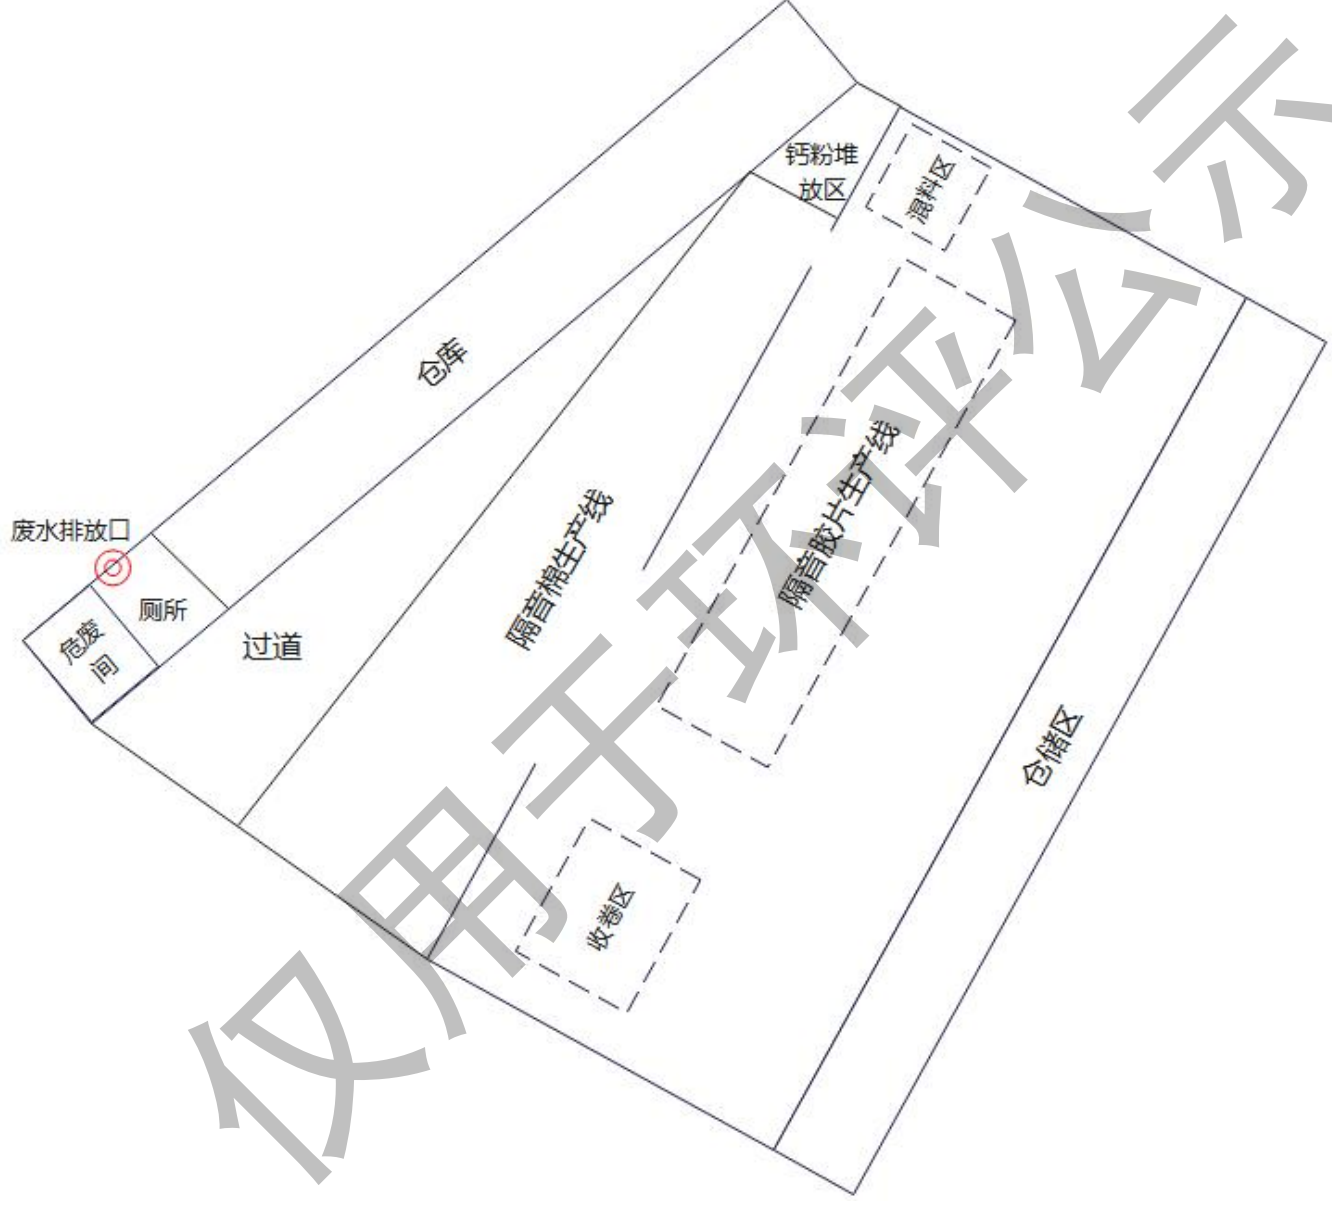 钙粉堆
放区
混料区
仓库
隔音胶片生产线
隔音棉生产线
废水排放口
厕所
危废
间
过道
仓储区
收卷区
仅用于环评公示